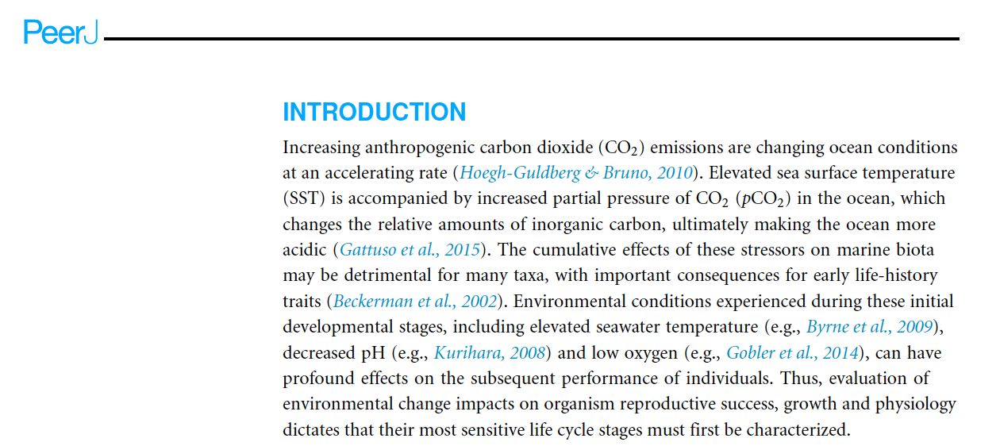 PeerJ
INTRODUCTION
Increasing anthropogenic carbon dioxide (CO₂) emissions are changing ocean conditions
at an accelerating rate (Hoegh-Guldberg & Bruno, 2010). Elevated sea surface temperature
(SST) is accompanied by increased partial pressure of CO₂ (pCO₂) in the ocean, which
changes the relative amounts of inorganic carbon, ultimately making the ocean more
acidic (Gattuso et al., 2015). The cumulative effects of these stressors on marine biota
may be detrimental for many taxa, with important consequences for early life-history
traits (Beckerman et al., 2002). Environmental conditions experienced during these initial
developmental stages, including elevated seawater temperature (e.g., Byrne et al., 2009),
decreased pH (e.g., Kurihara, 2008) and low oxygen (e.g., Gobler et al., 2014), can have
profound effects on the subsequent performance of individuals. Thus, evaluation of
environmental change impacts on organism reproductive success, growth and physiology
dictates that their most sensitive life cycle stages must first be characterized.